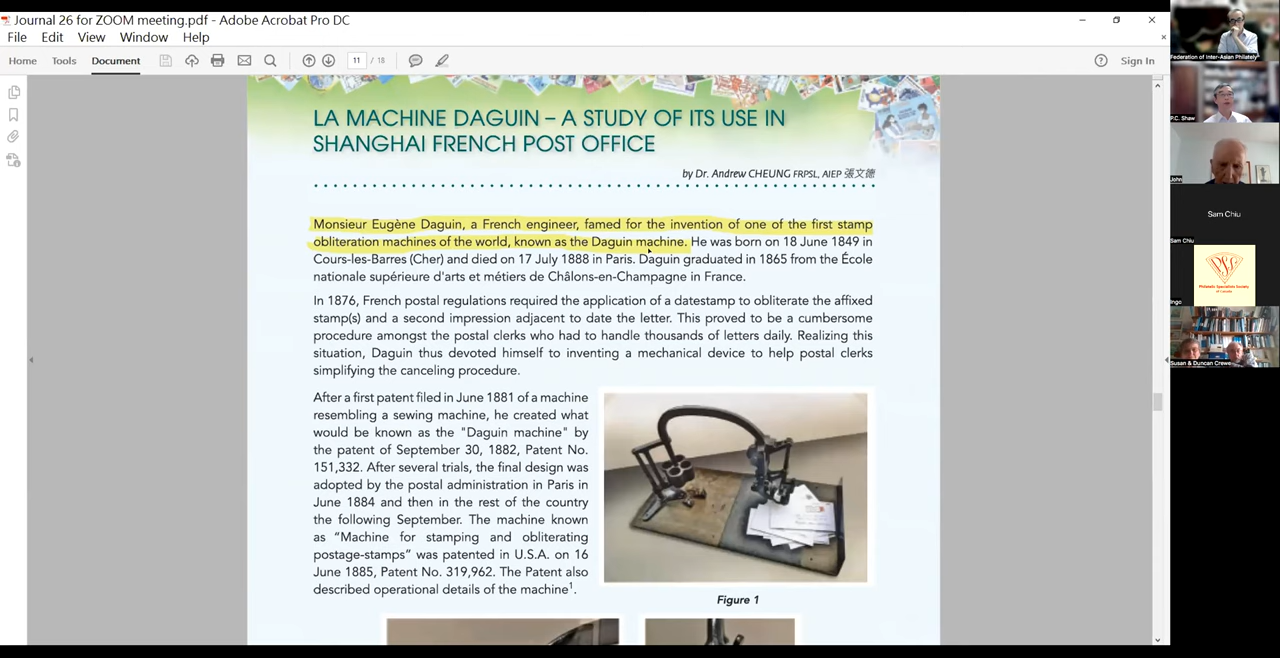 Journal 26 for ZOOM meeting.pdf - Adobe Acrobat Pro DC
File Edit View Window Help
Home Tools Document 11 / 18 Sign In
LA MACHINE DAGUIN – A STUDY OF ITS USE IN
SHANGHAI FRENCH POST OFFICE
by Dr. Andrew CHEUNG FRPSL, AIEP 張文德
Monsieur Eugène Daguin, a French engineer, famed for the invention of one of the first stamp
obliteration machines of the world, known as the Daguin machine. He was born on 18 June 1849 in
Cours-les-Barres (Cher) and died on 17 July 1888 in Paris. Daguin graduated in 1865 from the École
nationale supérieure d'arts et métiers de Châlons-en-Champagne in France.
In 1876, French postal regulations required the application of a datestamp to obliterate the affixed
stamp(s) and a second impression adjacent to date the letter. This proved to be a cumbersome
procedure amongst the postal clerks who had to handle thousands of letters daily. Realizing this
situation, Daguin thus devoted himself to inventing a mechanical device to help postal clerks
simplifying the canceling procedure.
After a first patent filed in June 1881 of a machine
resembling a sewing machine, he created what
would be known as the "Daguin machine" by
the patent of September 30, 1882, Patent No.
151,332. After several trials, the final design was
adopted by the postal administration in Paris in
June 1884 and then in the rest of the country
the following September. The machine known
as “Machine for stamping and obliterating
postage-stamps” was patented in U.S.A. on 16
June 1885, Patent No. 319,962. The Patent also
described operational details of the machine1.
Figure 1
Federation of Inter-Asian Philately
P.C. Shaw
John
Sam Chiu
Sam Chiu
PSSC
Philatelic Specialists Society
of Canada
Ingo
Susan & Duncan Crewe